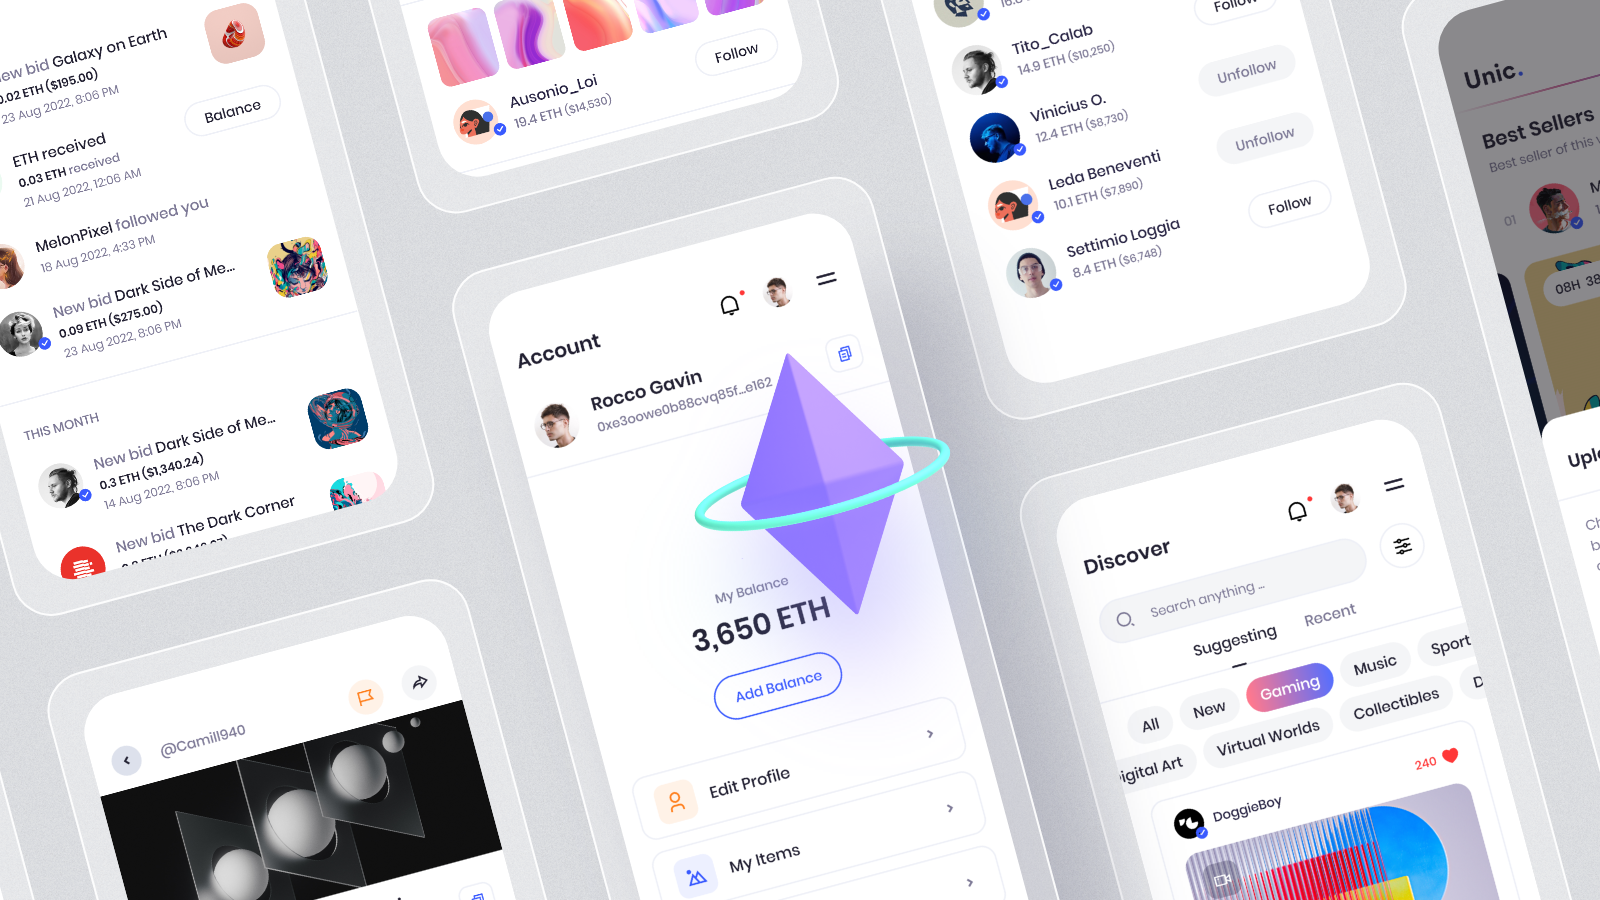 new bid Galaxy on Earth
0.02 ETH ($195.00)
23 Aug 2022, 8:06 PM
Balance
ETH received
0.03 ETH received
21 Aug 2022, 12:06 AM
MelonPixel followed you
18 Aug 2022, 4:33 PM
New bid Dark Side of Me...
0.09 ETH ($275.00)
23 Aug 2022, 8:06 PM
THIS MONTH
New bid Dark Side of Me...
0.3 ETH ($1,340.24)
14 Aug 2022, 8:06 PM
New bid The Dark Corner
@Camill940
Follow
Ausonio_Loi
19.4 ETH ($14,530)
Account
Rocco Gavin
0xe3oowe0b88cvq85f...e162
My Balance
3,650 ETH
Add Balance
Edit Profile
My Items
Follow
Tito_Calab
14.9 ETH ($10,250)
Unfollow
Vinicius O.
12.4 ETH ($8,730)
Unfollow
Leda Beneventi
10.1 ETH ($7,890)
Follow
Settimio Loggia
8.4 ETH ($6,748)
Discover
Search anything ...
Suggesting Recent
All New Gaming Music Sport
Digital Art Virtual Worlds Collectibles D
240
DoggieBoy
Unic.
Best Sellers
Best seller of this
01
08H 38
Uplo